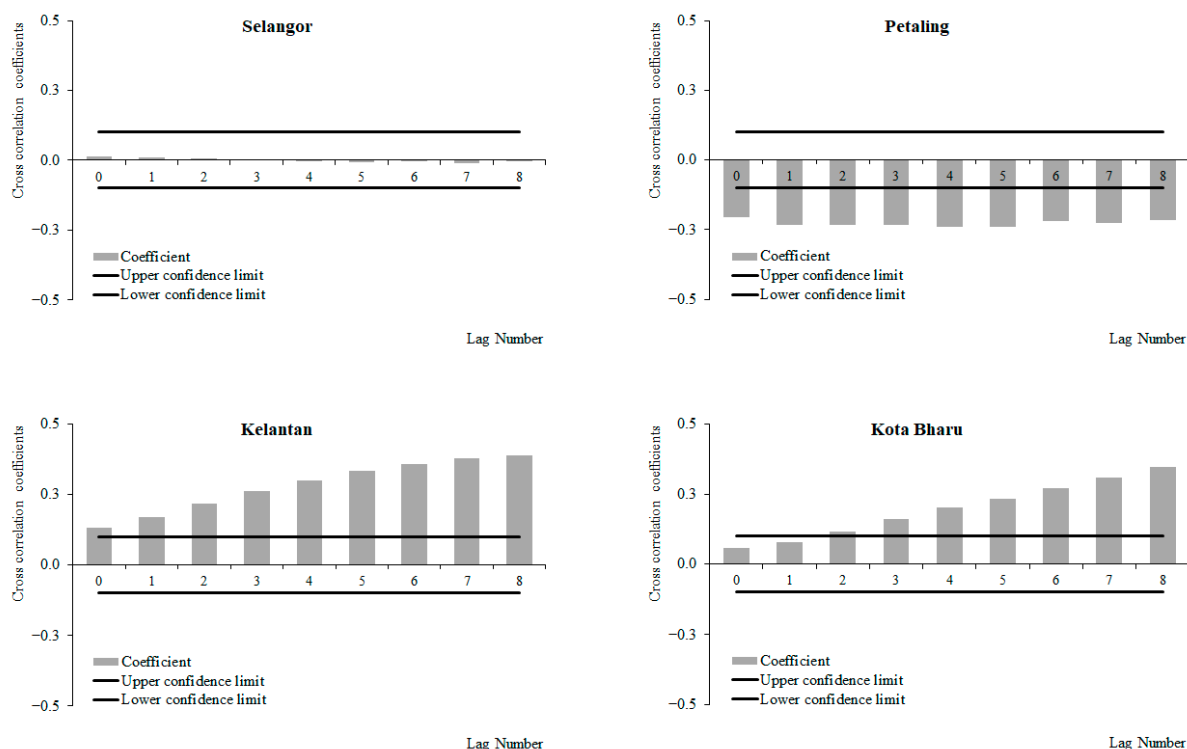 Selangor
Cross correlation coefficients
0.5
0.3
0.0
−0.3
−0.5
0 1 2 3 4 5 6 7 8
Coefficient
Upper confidence limit
Lower confidence limit
Lag Number
Petaling
Cross correlation coefficients
0.5
0.3
0.0
−0.3
−0.5
0 1 2 3 4 5 6 7 8
Coefficient
Upper confidence limit
Lower confidence limit
Lag Number
Kelantan
Cross correlation coefficients
0.5
0.3
0.0
−0.3
−0.5
0 1 2 3 4 5 6 7 8
Coefficient
Upper confidence limit
Lower confidence limit
Lag Number
Kota Bharu
Cross correlation coefficients
0.5
0.3
0.0
−0.3
−0.5
0 1 2 3 4 5 6 7 8
Coefficient
Upper confidence limit
Lower confidence limit
Lag Number